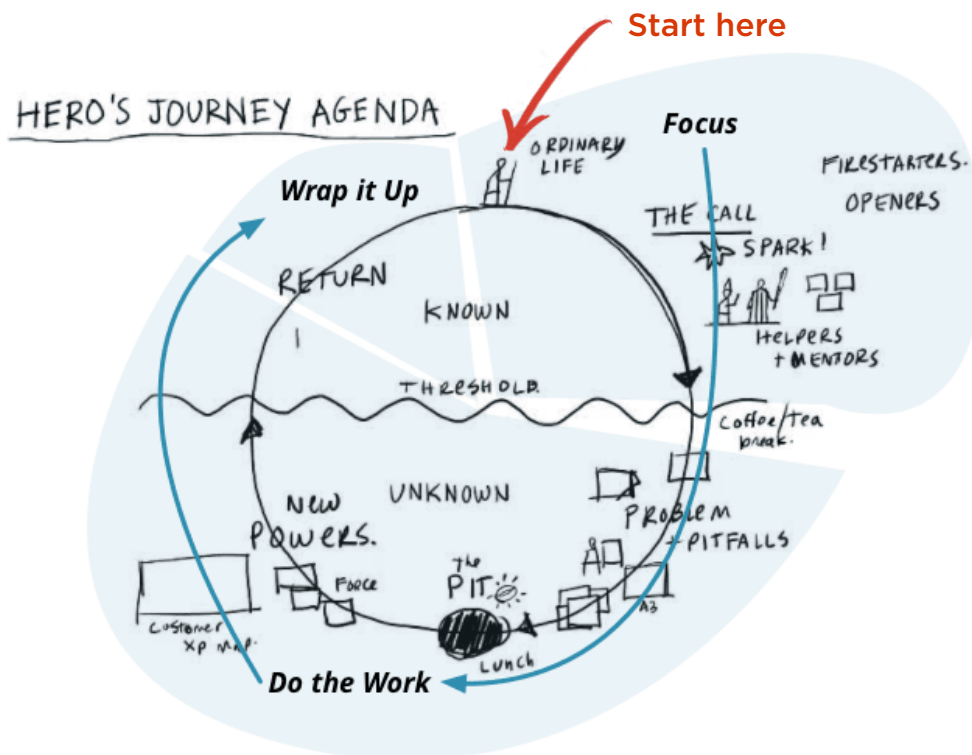 Start here
HERO'S JOURNEY AGENDA
Focus
ORDINARY
LIFE
FIRESTARTERS.
OPENERS
Wrap it Up
THE CALL
SPARK!
RETURN
KNOWN
HELPERS
+ MENTORS
THRESHOLD.
Coffee/Tea
break.
UNKNOWN
NEW
POWERS.
PROBLEM
+ PITFALLS
The
PIT
FORCE
A3
Customer
XP Map.
Lunch
Do the Work